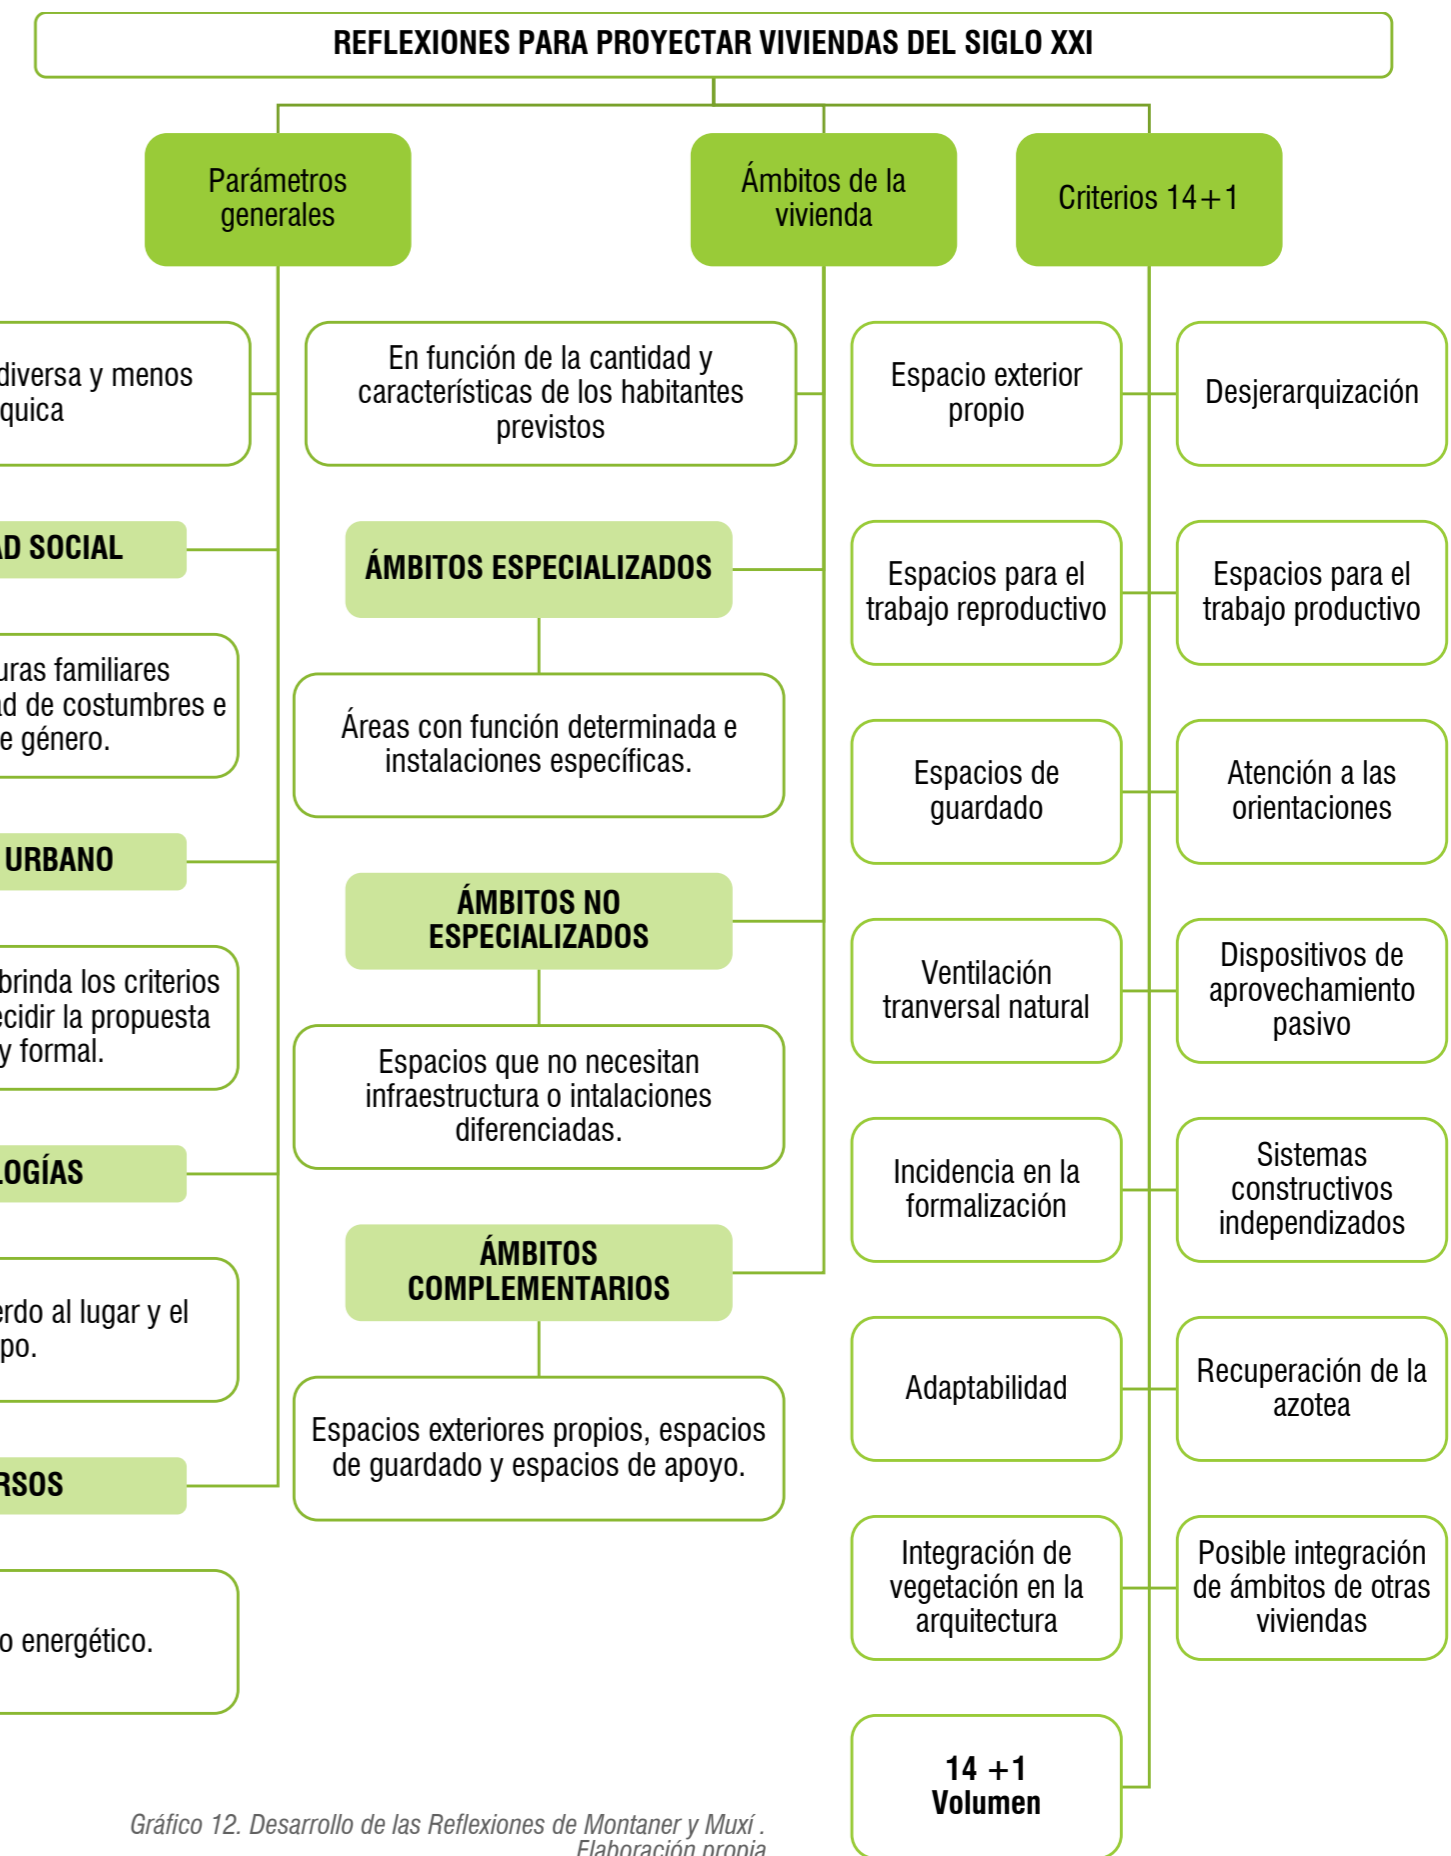 REFLEXIONES PARA PROYECTAR VIVIENDAS DEL SIGLO XXI
Parámetros
generales
diversa y menos
quica
AD SOCIAL
uras familiares
ad de costumbres e
e género.
URBANO
brinda los criterios
ecidir la propuesta
y formal.
LOGÍAS
erdo al lugar y el
po.
RSOS
o energético.
Ámbitos de la
vivienda
En función de la cantidad y
características de los habitantes
previstos
ÁMBITOS ESPECIALIZADOS
Áreas con función determinada e
instalaciones específicas.
ÁMBITOS NO
ESPECIALIZADOS
Espacios que no necesitan
infraestructura o intalaciones
diferenciadas.
ÁMBITOS
COMPLEMENTARIOS
Espacios exteriores propios, espacios
de guardado y espacios de apoyo.
Criterios 14+1
Espacio exterior
propio
Desjerarquización
Espacios para el
trabajo reproductivo
Espacios para el
trabajo productivo
Espacios de
guardado
Atención a las
orientaciones
Ventilación
tranversal natural
Dispositivos de
aprovechamiento
pasivo
Incidencia en la
formalización
Sistemas
constructivos
independizados
Adaptabilidad
Recuperación de la
azotea
Integración de
vegetación en la
arquitectura
Posible integración
de ámbitos de otras
viviendas
14 +1
Volumen
Gráfico 12. Desarrollo de las Reflexiones de Montaner y Muxí .
Elaboración propia